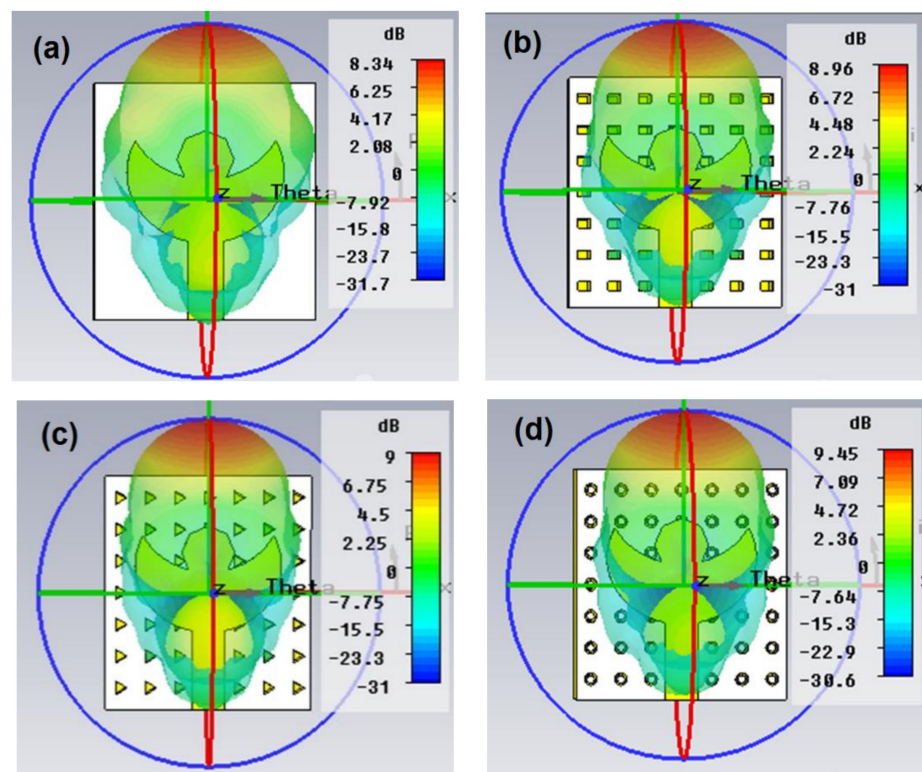 (a)
dB
8.34
6.25
4.17
2.08
0
-7.92
-15.8
-23.7
-31.7
z
Theta
x
(b)
dB
8.96
6.72
4.48
2.24
0
-7.76
-15.5
-23.3
-31
z
Theta
x
(c)
dB
9
6.75
4.5
2.25
0
-7.75
-15.5
-23.3
-31
z
Theta
x
(d)
dB
9.45
7.09
4.72
2.36
0
-7.64
-15.3
-22.9
-30.6
z
Theta